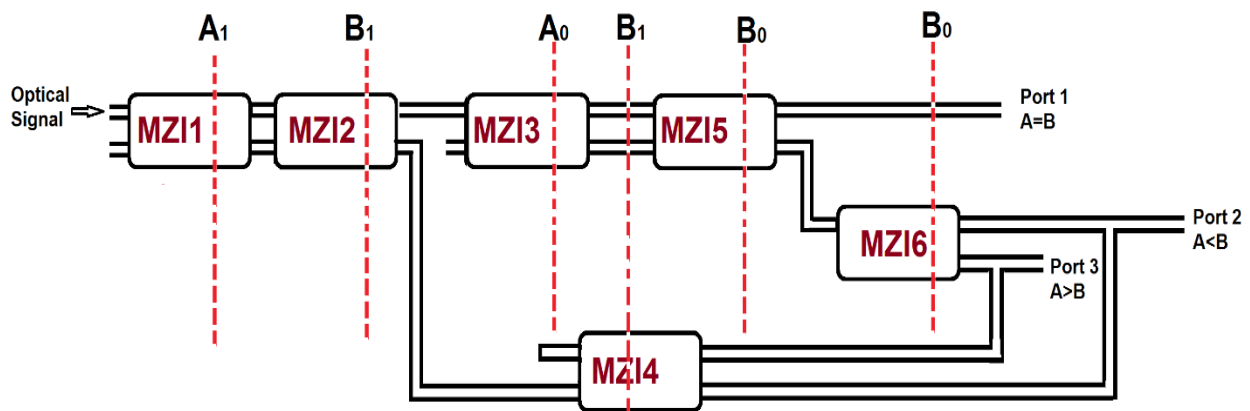 A1
B1
A0
B1
B0
B0
Optical
Signal
MZI1
MZI2
MZI3
MZI5
Port 1
A=B
MZI6
Port 2
A<B
Port 3
A>B
MZI4